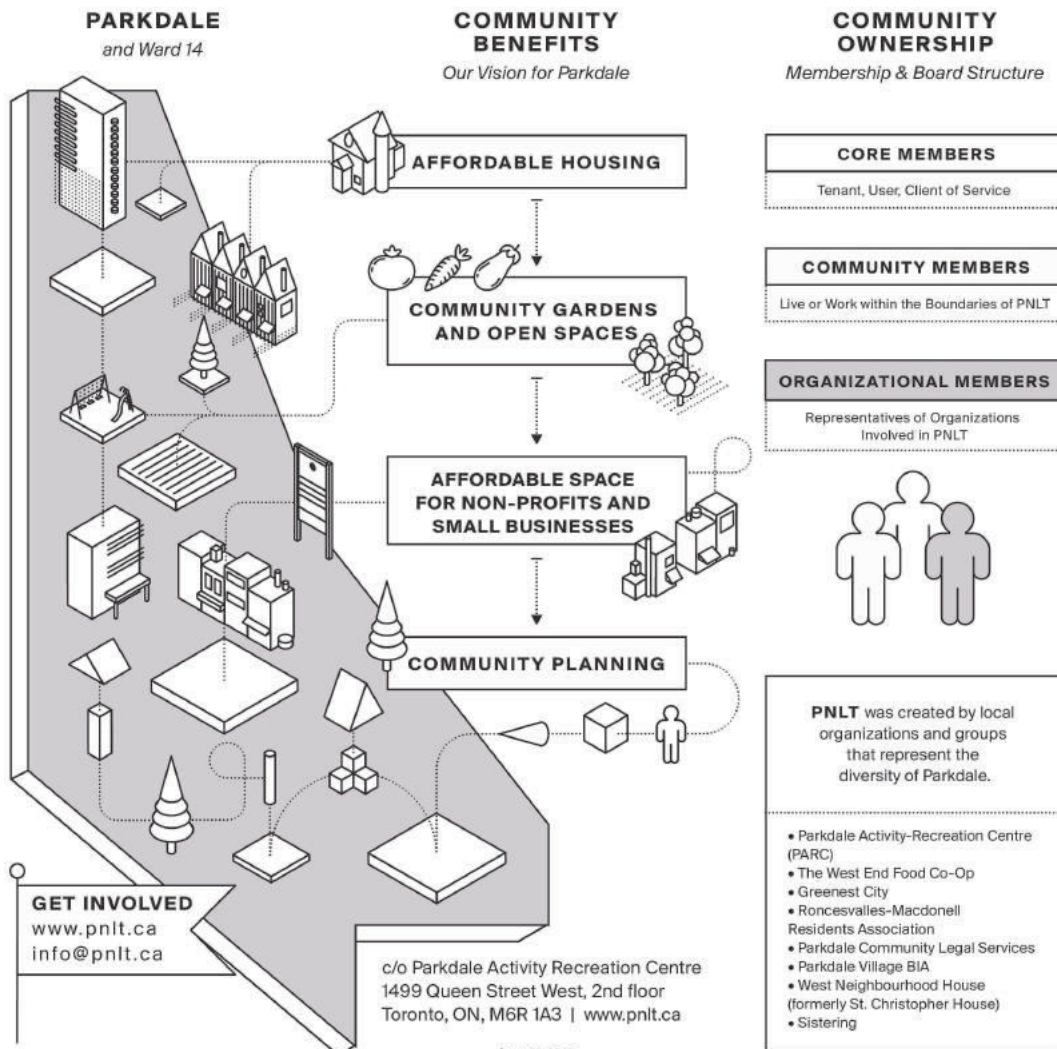 PARKDALE
and Ward 14
COMMUNITY
BENEFITS
Our Vision for Parkdale
AFFORDABLE HOUSING
COMMUNITY GARDENS
AND OPEN SPACES
AFFORDABLE SPACE
FOR NON-PROFITS AND
SMALL BUSINESSES
COMMUNITY PLANNING
COMMUNITY
OWNERSHIP
Membership & Board Structure
CORE MEMBERS
Tenant, User, Client of Service
COMMUNITY MEMBERS
Live or Work within the Boundaries of PNLT
ORGANIZATIONAL MEMBERS
Representatives of Organizations
Involved in PNLT
PNLT was created by local
organizations and groups
that represent the
diversity of Parkdale.
• Parkdale Activity-Recreation Centre
(PARC)
• The West End Food Co-Op
• Greenest City
• Roncesvalles-Macdonell
Residents Association
• Parkdale Community Legal Services
• Parkdale Village BIA
• West Neighbourhood House
(formerly St. Christopher House)
• Sistering
GET INVOLVED
www.pnlt.ca
info@pnlt.ca
c/o Parkdale Activity Recreation Centre
1499 Queen Street West, 2nd floor
Toronto, ON, M6R 1A3 | www.pnlt.ca